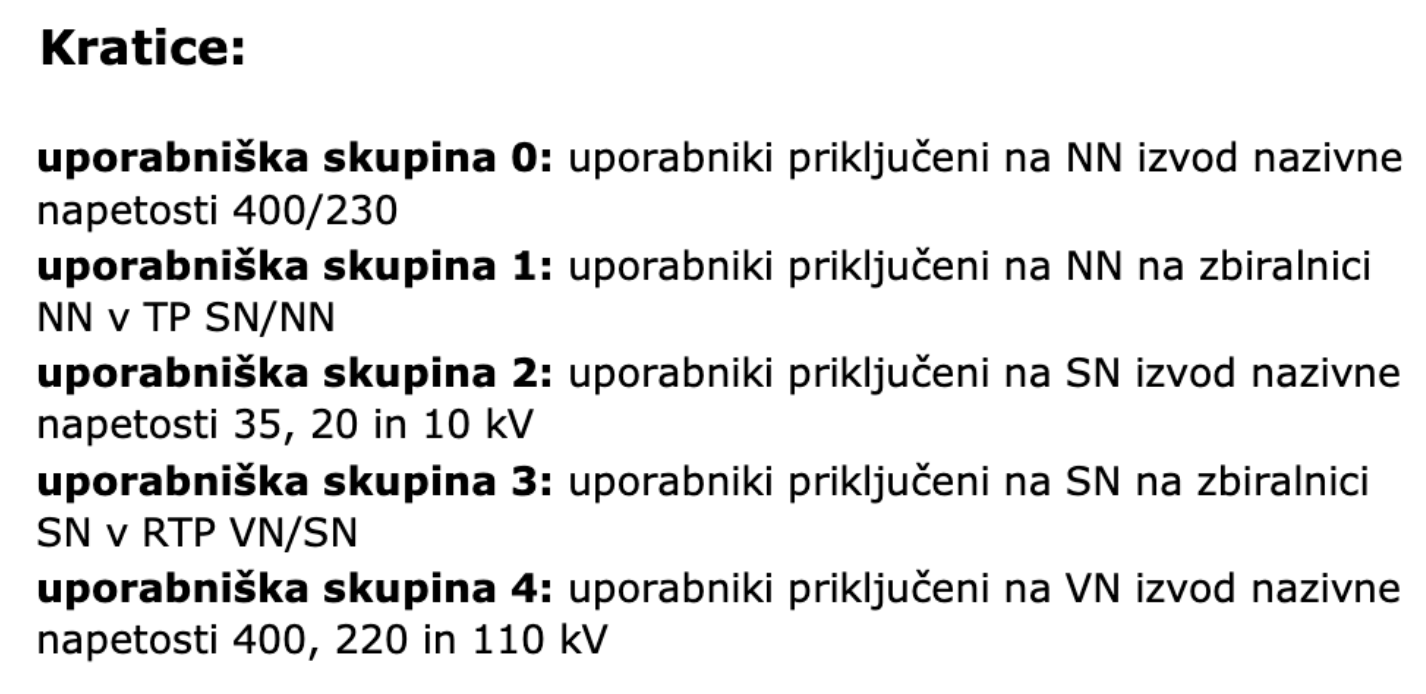 Kratice:
uporabniška skupina 0: uporabniki priključeni na NN izvod nazivne
napetosti 400/230
uporabniška skupina 1: uporabniki priključeni na NN na zbiralnici
NN v TP SN/NN
uporabniška skupina 2: uporabniki priključeni na SN izvod nazivne
napetosti 35, 20 in 10 kV
uporabniška skupina 3: uporabniki priključeni na SN na zbiralnici
SN v RTP VN/SN
uporabniška skupina 4: uporabniki priključeni na VN izvod nazivne
napetosti 400, 220 in 110 kV